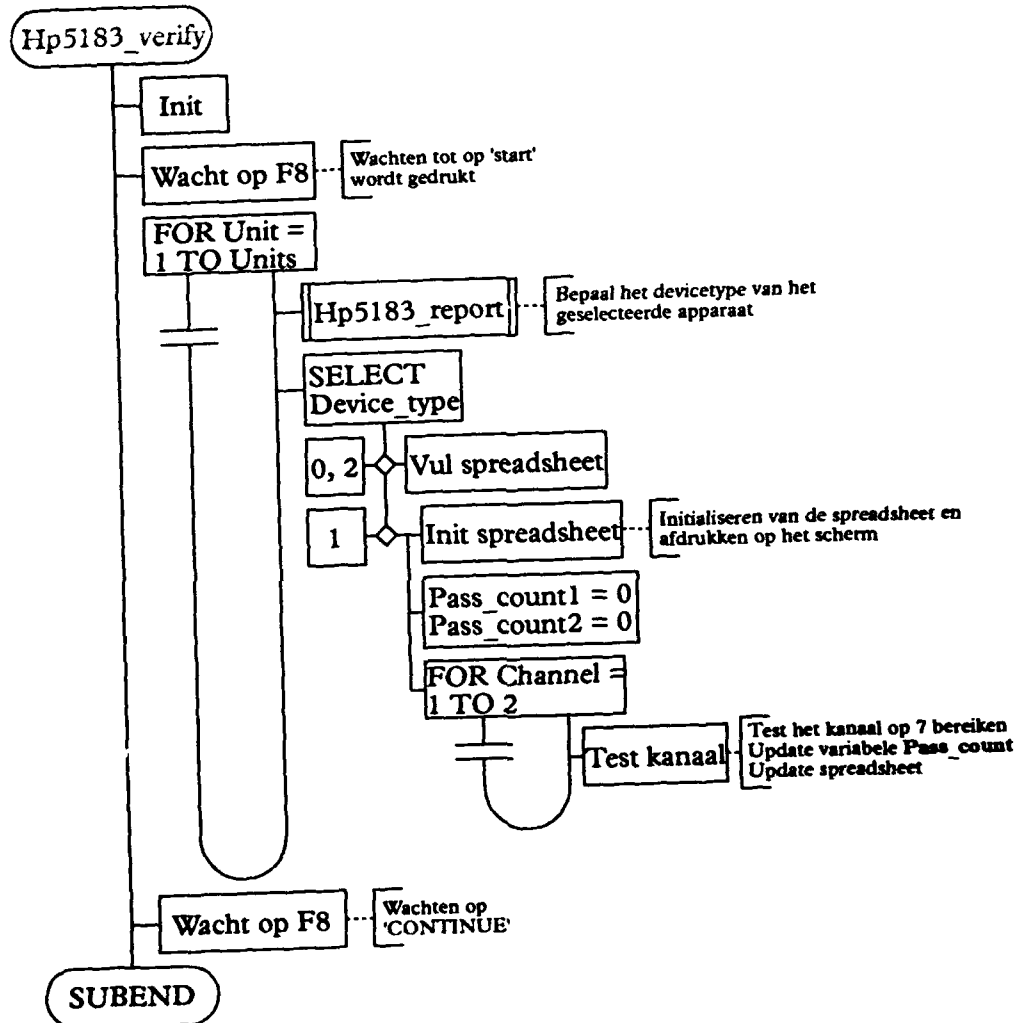 Hp5183_verify
Init
Wacht op F8
Wachten tot op 'start'
wordt gedrukt
FOR Unit =
1 TO Units
Hp5183_report
Bepaal het devicetype van het
geselecteerde apparaat
SELECT
Device_type
0, 2
Vul spreadsheet
1
Init spreadsheet
Initialiseren van de spreadsheet en
afdrukken op het scherm
Pass_count1 = 0
Pass_count2 = 0
FOR Channel =
1 TO 2
Test kanaal
Test het kanaal op 7 bereiken
Update variabele Pass_count
Update spreadsheet
Wacht op F8
Wachten op
'CONTINUE'
SUBEND